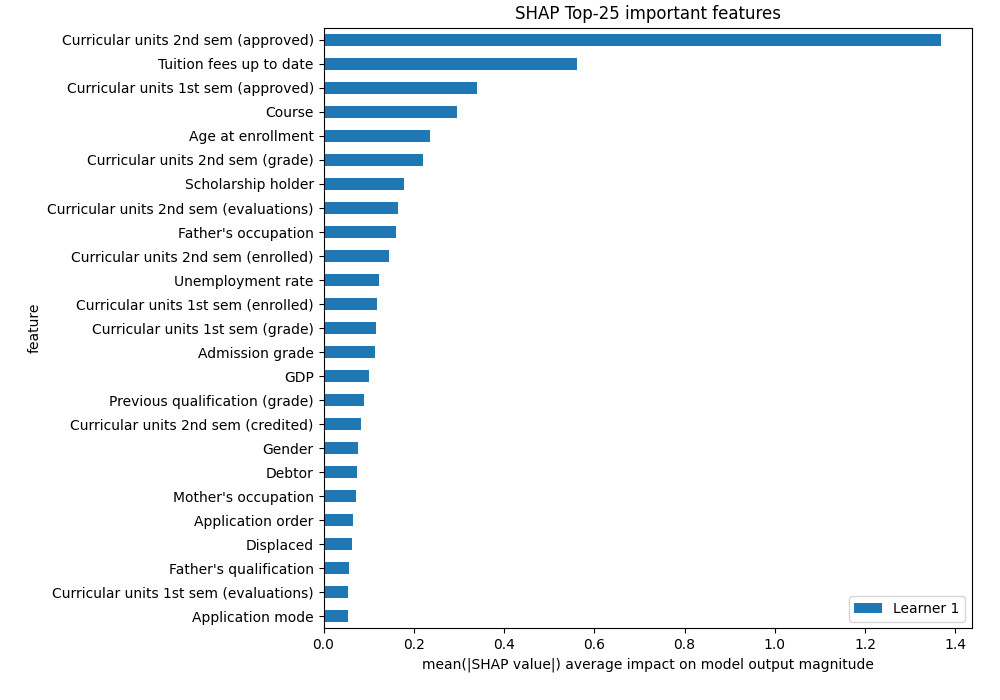 SHAP Top-25 important features
Curricular units 2nd sem (approved)
Tuition fees up to date
Curricular units 1st sem (approved)
Course
Age at enrollment
Curricular units 2nd sem (grade)
Scholarship holder
Curricular units 2nd sem (evaluations)
Father's occupation
Curricular units 2nd sem (enrolled)
Unemployment rate
Curricular units 1st sem (enrolled)
Curricular units 1st sem (grade)
Admission grade
GDP
Previous qualification (grade)
Curricular units 2nd sem (credited)
Gender
Debtor
Mother's occupation
Application order
Displaced
Father's qualification
Curricular units 1st sem (evaluations)
Application mode
feature
Learner 1
0.0 0.2 0.4 0.6 0.8 1.0 1.2 1.4
mean(|SHAP value|) average impact on model output magnitude